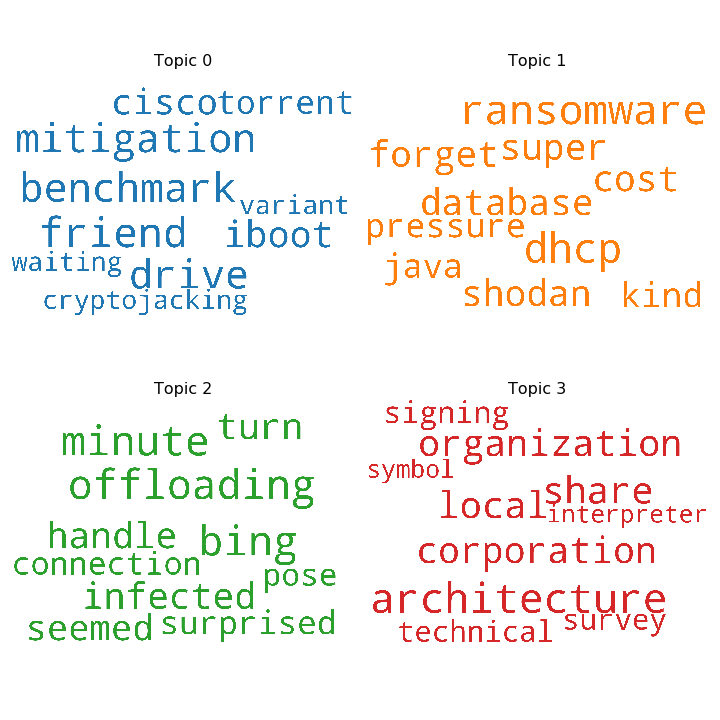 Topic 0
cisco torrent
mitigation
benchmark
variant
friend iboot
waiting
drive
cryptojacking
Topic 1
ransomware
forget super
cost
database
pressure
dhcp
java
shodan kind
Topic 2
turn
minute
offloading
handle bing
connection
pose
infected
seemed surprised
Topic 3
signing
organization
symbol
share
local interpreter
corporation
architecture
survey
technical